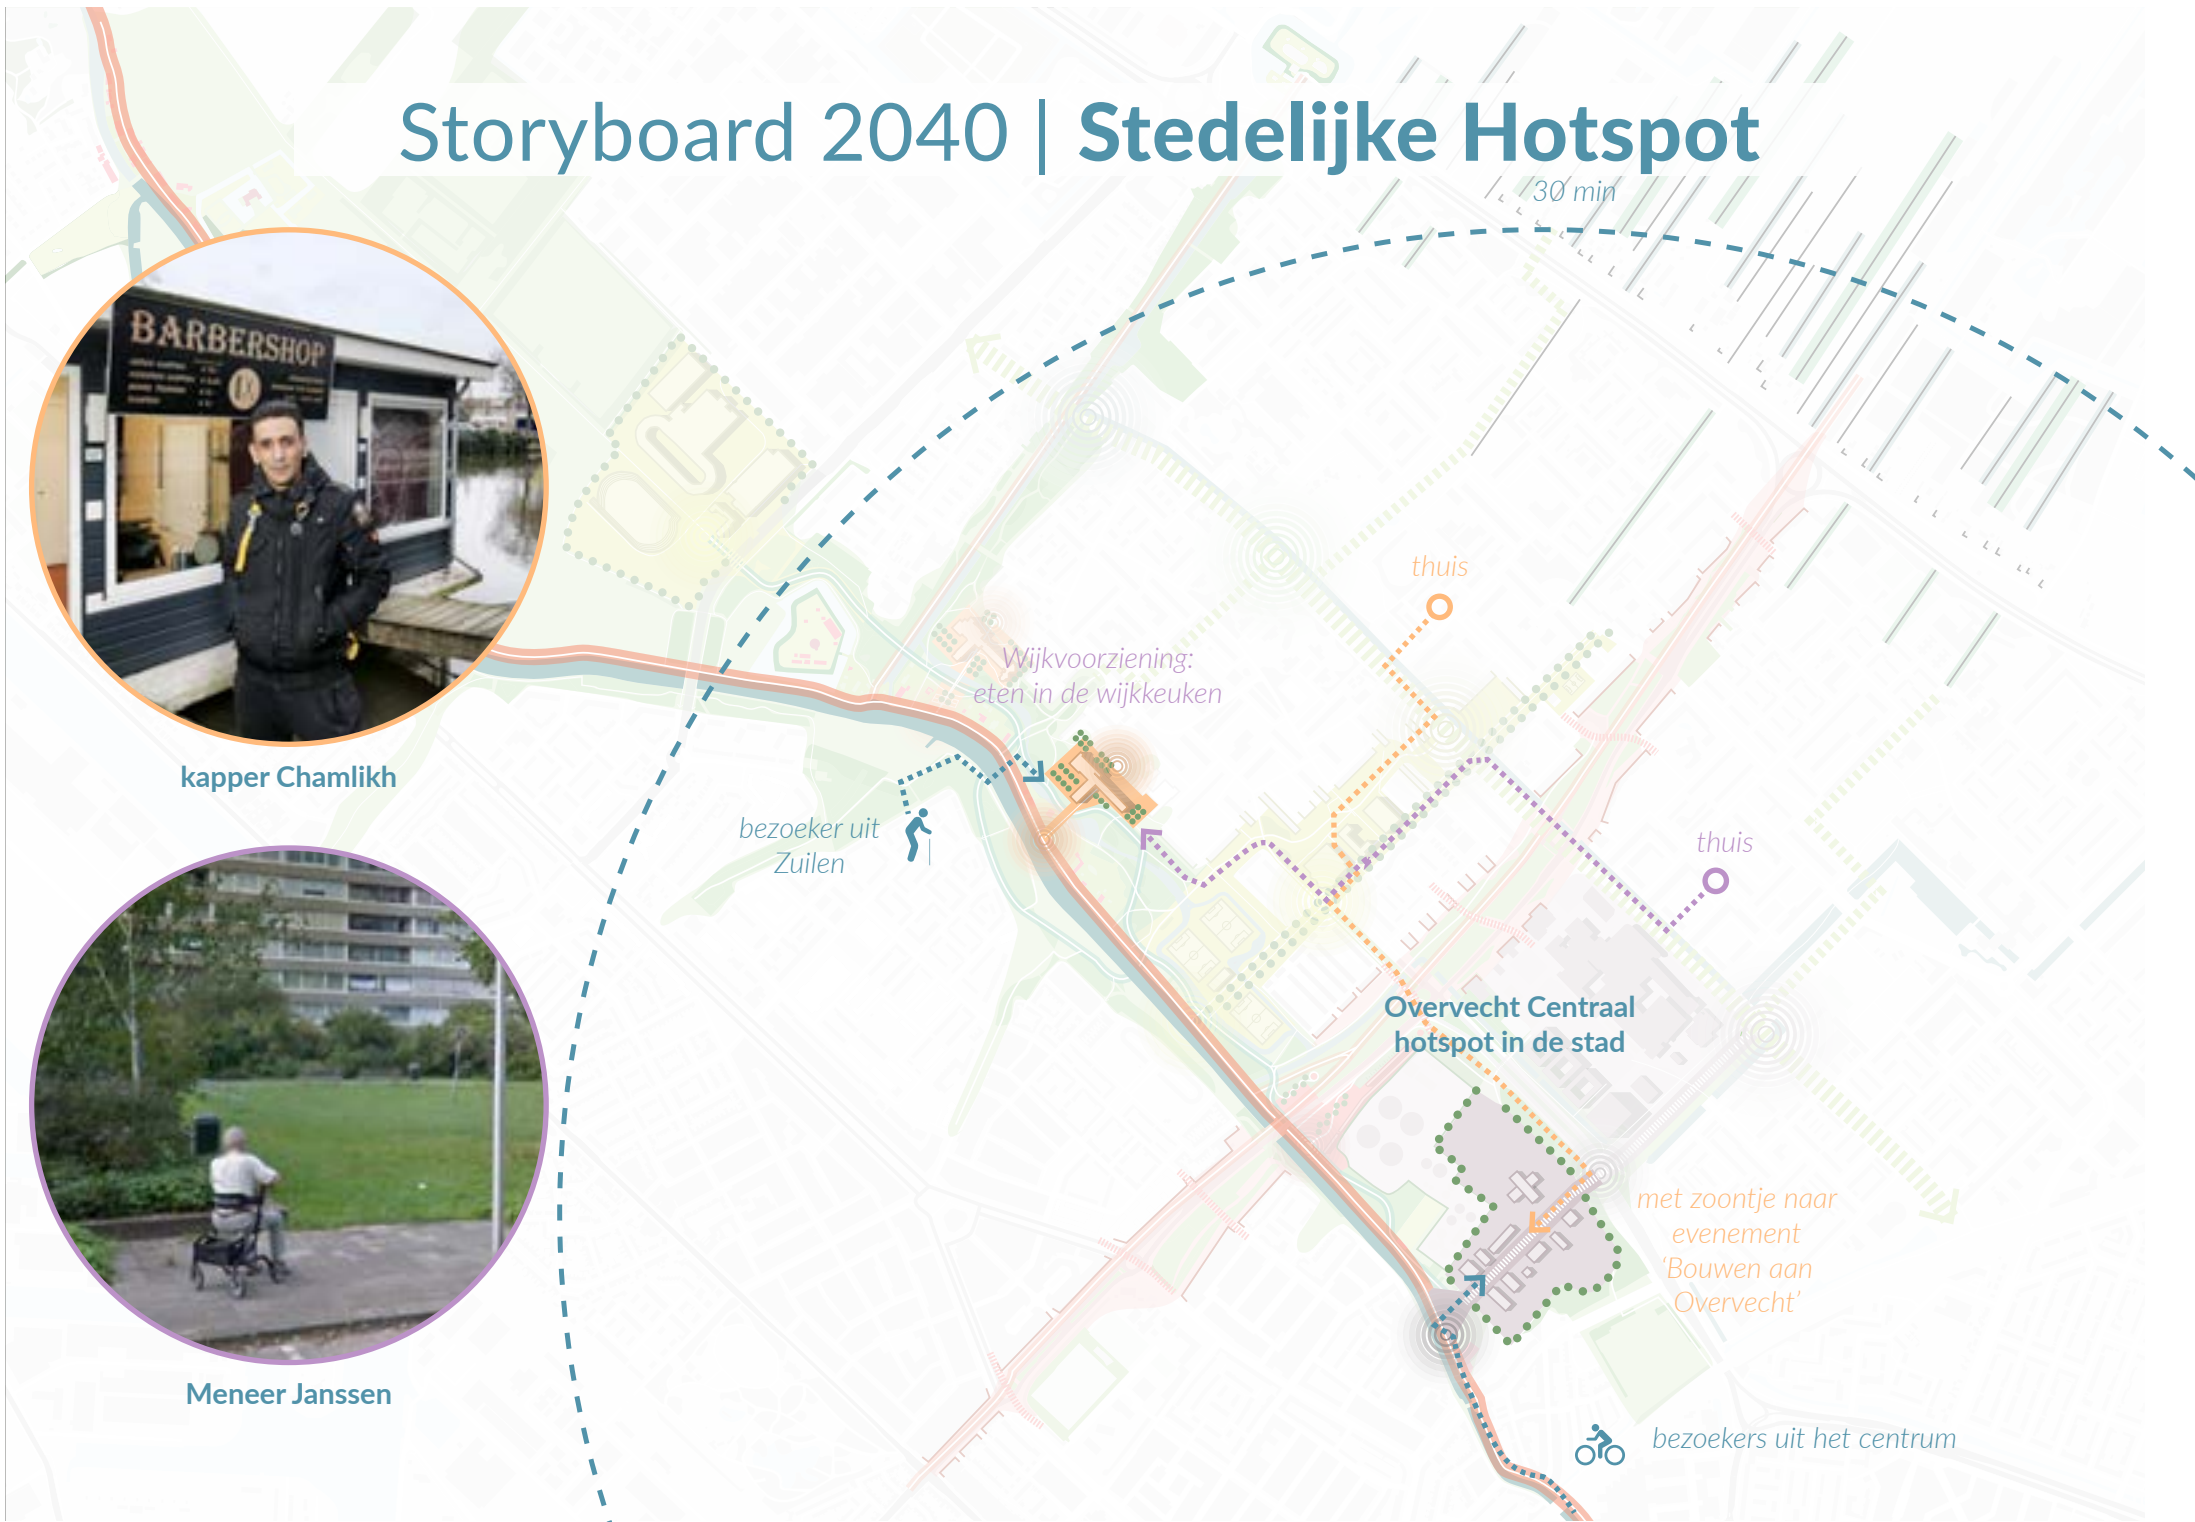 Storyboard 2040 | Stedelijke Hotspot
30 min
BARBERSHOP
kapper Chamlikh
Meneer Janssen
thuis
Wijkvoorziening:
eten in de wijkkeuken
bezoeker uit
Zuilen
thuis
Overvecht Centraal
hotspot in de stad
met zoontje naar
evenement
‘Bouwen aan
Overvecht’
bezoekers uit het centrum